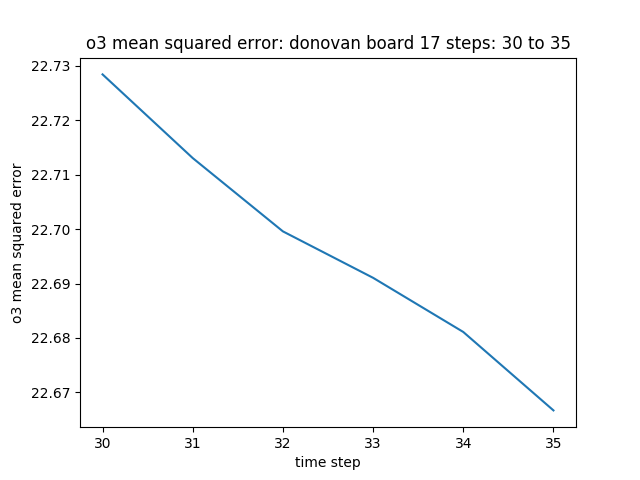 o3 mean squared error: donovan board 17 steps: 30 to 35
22.73
22.72
22.71
22.70
22.69
22.68
22.67
o3 mean squared error
30 31 32 33 34 35
time step